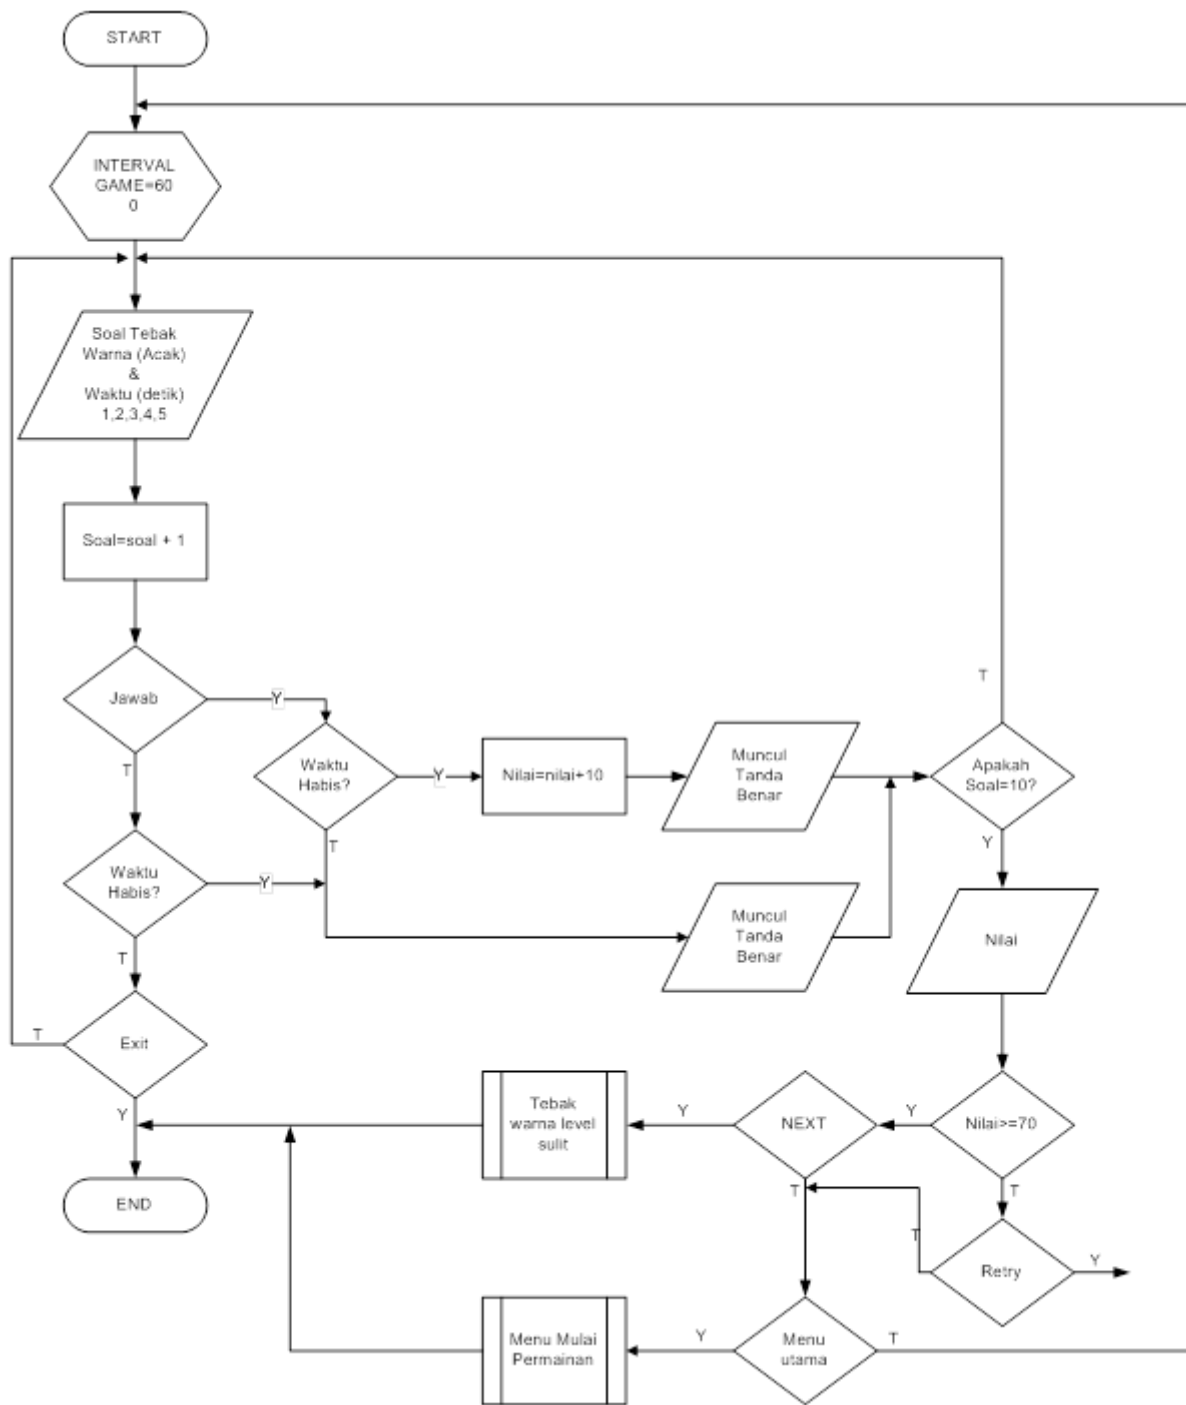 START
INTERVAL
GAME=60
0
Soal Tebak
Warna (Acak)
&
Waktu (detik)
1,2,3,4,5
Soal=soal + 1
Jawab
Y
T
Waktu
Habis?
Y
T
Nilai=nilai+10
Muncul
Tanda
Benar
Apakah
Soal=10?
T
Y
Waktu
Habis?
Y
T
Muncul
Tanda
Benar
Nilai
Exit
T
Y
Tebak
warna level
sulit
Y
NEXT
T
Y
Nilai>=70
T
END
Retry
T
Y
Menu Mulai
Permainan
Y
Menu
utama
T